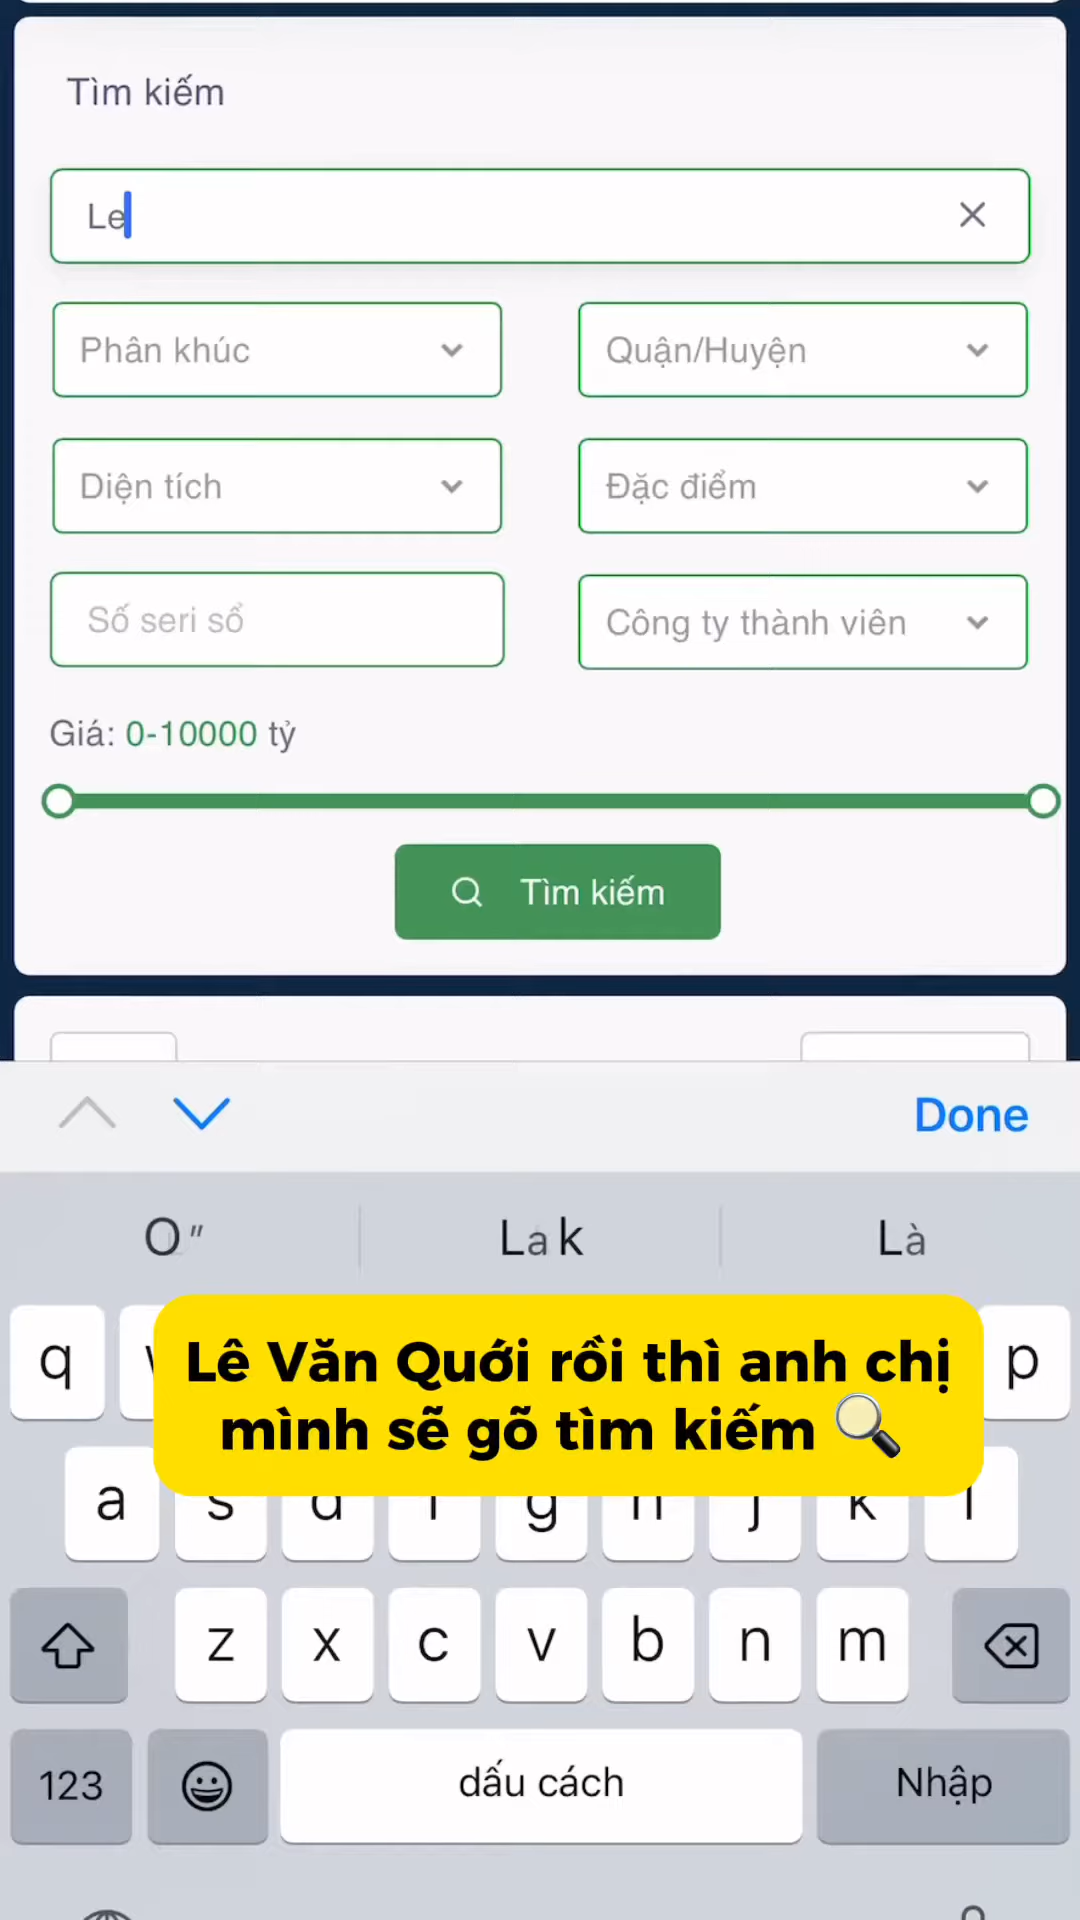 Tìm kiếm
Le
Phân khúc
Quận/Huyện
Diện tích
Đặc điểm
Số seri sổ
Công ty thành viên
Giá: 0-10000 tỷ
Tìm kiếm
Done
Là
q
p
Lê Văn Quới rồi thì anh chị
mình sẽ gõ tìm kiếm 🔍
a s d f g h j k l
z x c v b n m
123
dấu cách
Nhập